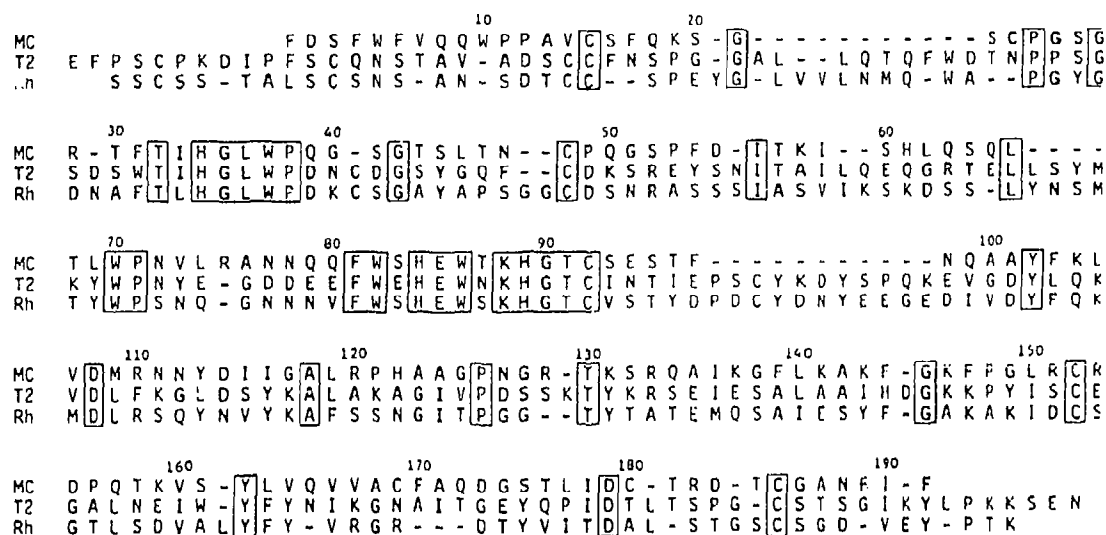 10 20
MC F D S F W F V Q Q W P P A V C S F Q K S - G - - - - - - - - - - - - S C P G S G
T2 E F P S C P K D I P F S C Q N S T A V - A D S C C F N S P G - G A L - - L Q T Q F W D T N P P S G
..n S S C S S - T A L S C S N S - A N - S D T C C - - S P E Y G - L V V L N M Q - W A - - P G Y G
30 40 50 60
MC R - T F T I H G L W P Q G - S G T S L T N - - C P Q G S P F D - I T K I - - S H L Q S Q L - - - -
T2 S D S W T I H G L W P D N C D G S Y G Q F - - C D K S R E Y S N I T A I L Q E Q G R T E L L S Y M
Rh D N A F T L H G L W P D K C S G A Y A P S G G C D S N R A S S S I A S V I K S K D S S - L Y N S M
70 80 90 100
MC T L W P N V L R A N N Q Q F W S H E W T K H G T C S E S T F - - - - - - - - - - N Q A A Y F K L
T2 K Y W P N Y E - G D D E E F W E H E W N K H G T C I N T I E P S C Y K D Y S P Q K E V G D Y L Q K
Rh T Y W P S N Q - G N N N V F W S H E W S K H G T C V S T Y D P D C Y D N Y E E G E D I V D Y F Q K
110 120 130 140 150
MC V D M R N N Y D I I G A L R P H A A G P N G R - T K S R Q A I K G F L K A K F - G K F P G L R C R
T2 V D L F K G L D S Y K A L A K A G I V P D S S K T Y K R S E I E S A L A A I H D G K K P Y I S C E
Rh M D L R S Q Y N V Y K A F S S N G I T P G G - - T Y T A T E M Q S A I E S Y F - G A K A K I D C S
160 170 180 190
MC D P Q T K V S - Y L V Q V V A C F A Q D G S T L I D C - T R D - T C G A N F I - F
T2 G A L N E I W - Y F Y N I K G N A I T G E Y Q P I D T L T S P G - C S T S G I K Y L P K K S E N
Rh G T L S D V A L Y F Y - V R G R - - - D T Y V I T D A L - S T G S C S G D - V E Y - P T K